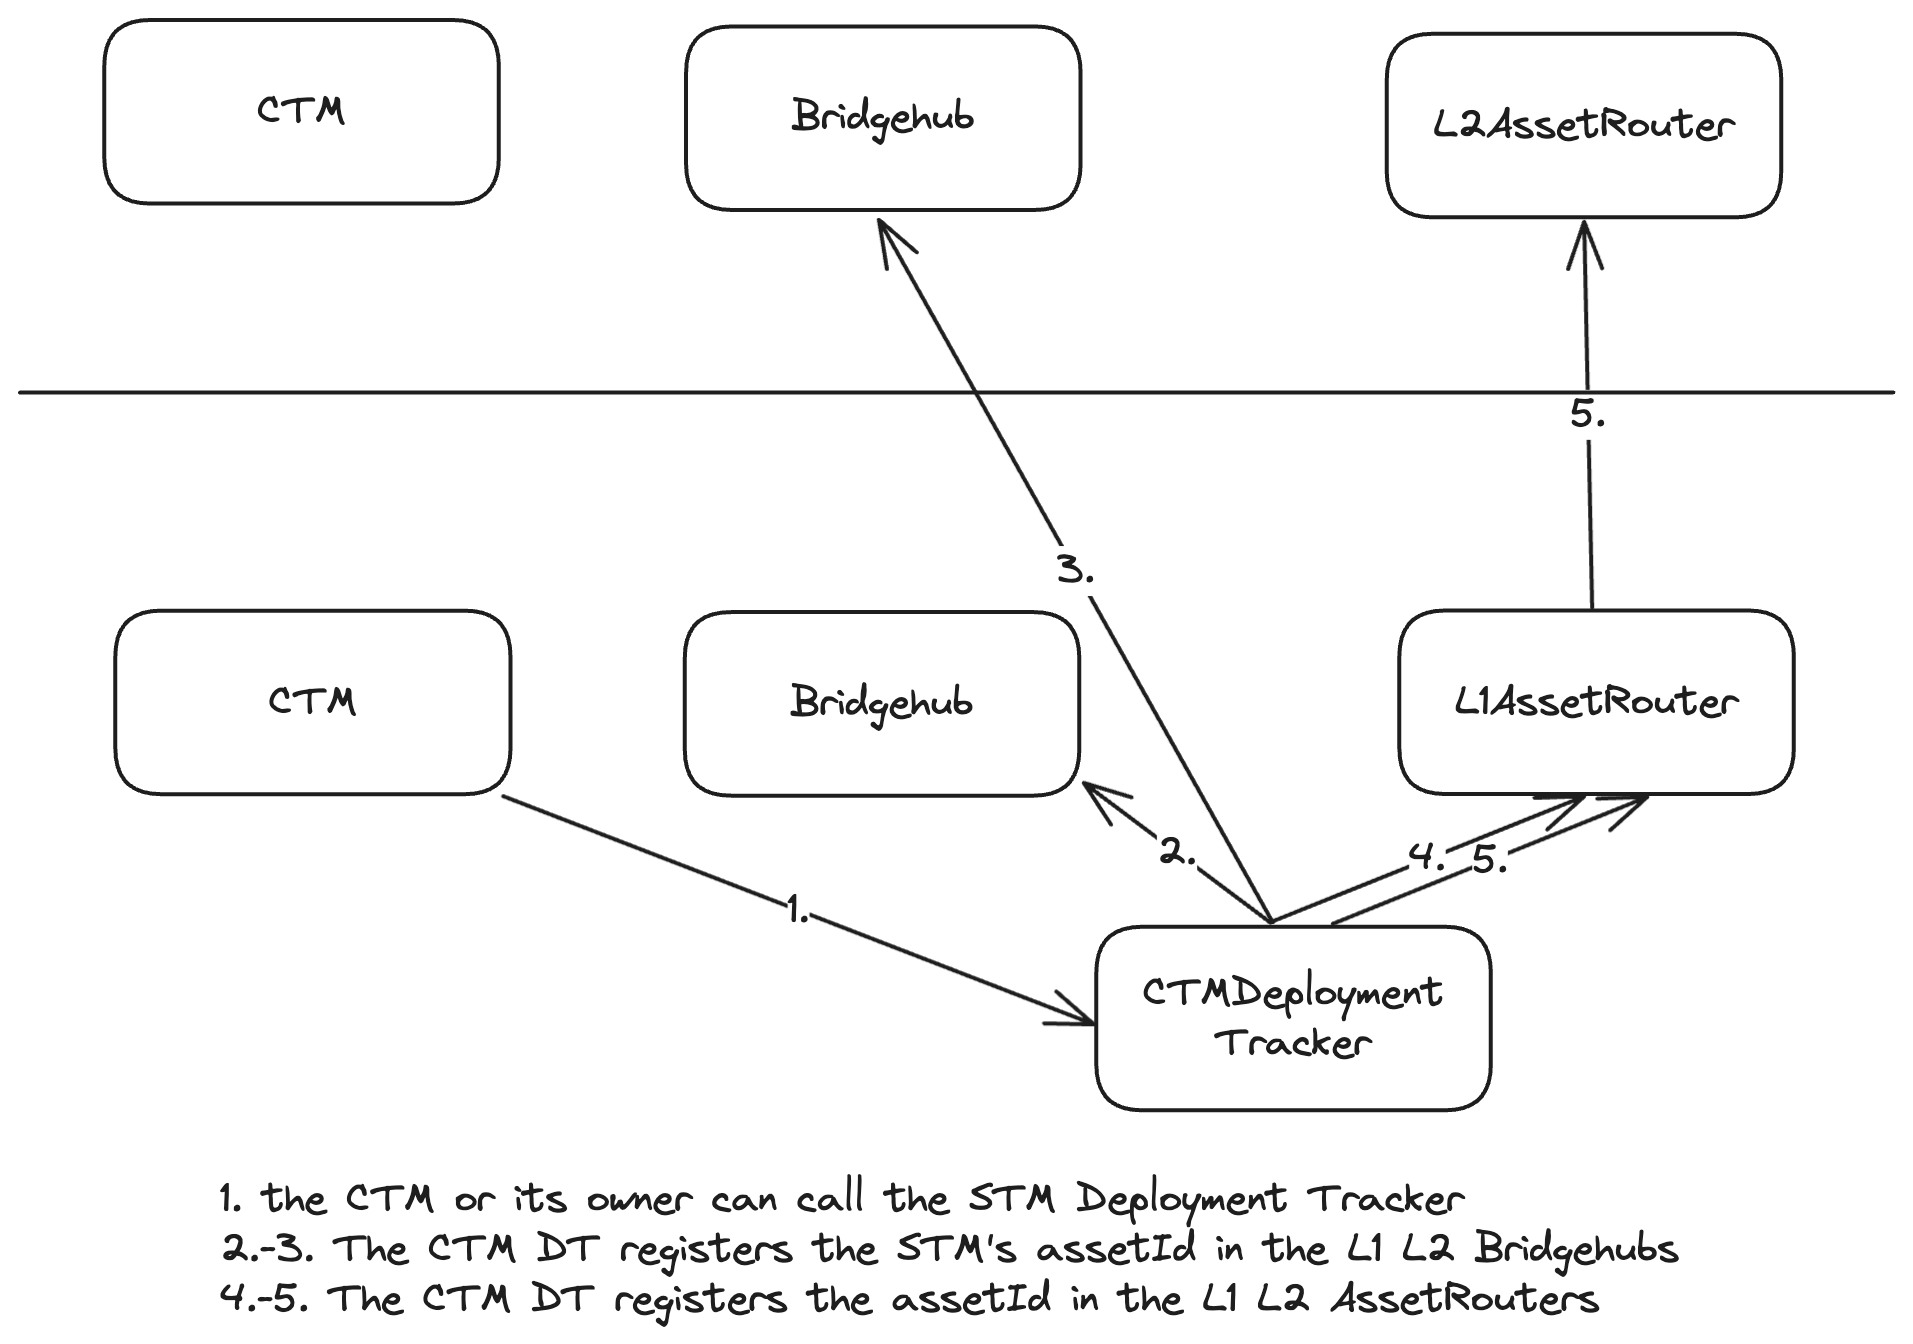 CTM
Bridgehub
L2AssetRouter
5.
3.
CTM
Bridgehub
L1AssetRouter
2.
4.
5.
1.
CTMDeployment
Tracker
1. the CTM or its owner can call the STM Deployment Tracker
2.-3. The CTM DT registers the STM's assetId in the L1 L2 Bridgehubs
4.-5. The CTM DT registers the assetId in the L1 L2 AssetRouters